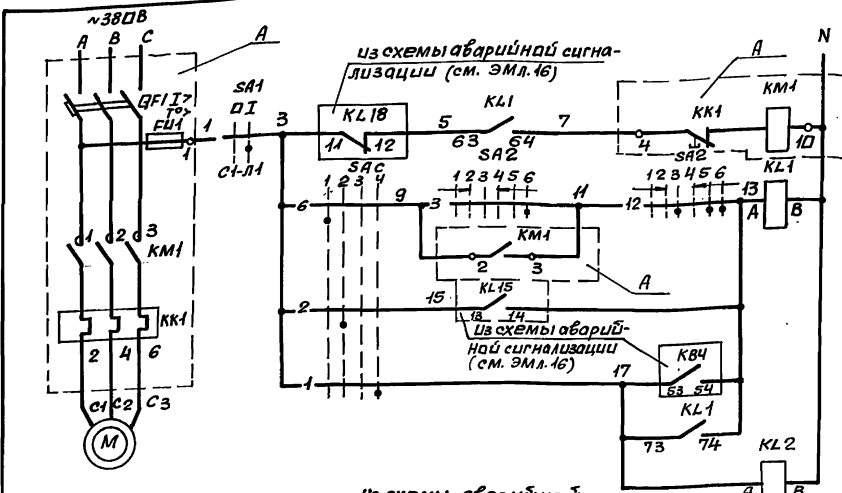 ~380В
A B C
A
QF1 I> T°>
FU1
1
1
SA1
0 I
С1-Л1
3
из схемы аварийной сигна-
лизации (см. ЭМл.16)
KL18
11 12
5
KL1
63 64
7
A
KK1
4
KM1
10
N
SAC
1 2 3 4
6
9
SA2
1 2 3 4 5 6
3
11
SA2
1 2 3 4 5 6
12
13
KL1
A B
KM1
2 3
A
1 2 3
KM1
KK1
2 4 6
C1 C2 C3
M
2
15
KL15
13 14
Из схемы аварий-
ной сигнализации
(см. ЭМл.16)
1
17
КВ4
53 54
KL1
73 74
KL2
A B